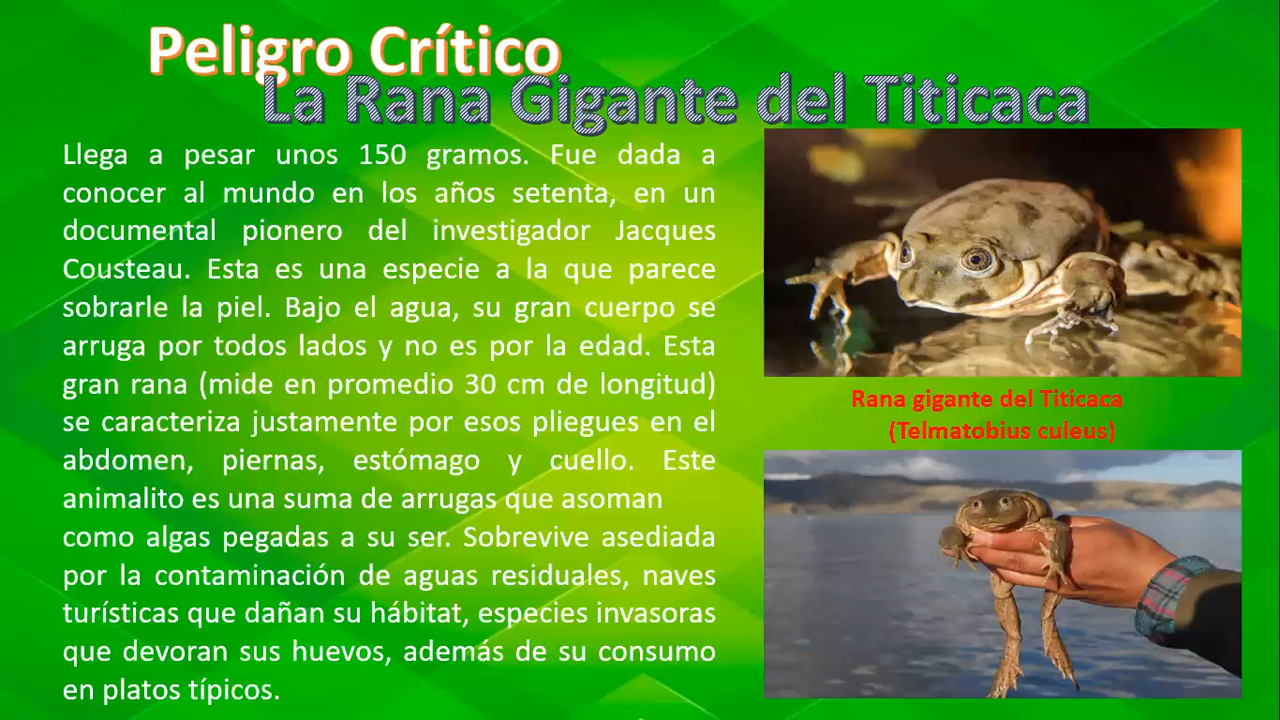 Peligro Crítico
La Rana Gigante del Titicaca
Llega a pesar unos 150 gramos. Fue dada a
conocer al mundo en los años setenta, en un
documental pionero del investigador Jacques
Cousteau. Esta es una especie a la que parece
sobrarle la piel. Bajo el agua, su gran cuerpo se
arruga por todos lados y no es por la edad. Esta
gran rana (mide en promedio 30 cm de longitud)
se caracteriza justamente por esos pliegues en el
abdomen, piernas, estómago y cuello. Este
animalito es una suma de arrugas que asoman
como algas pegadas a su ser. Sobrevive asediada
por la contaminación de aguas residuales, naves
turísticas que dañan su hábitat, especies invasoras
que devoran sus huevos, además de su consumo
en platos típicos.
Rana gigante del Titicaca
(Telmatobius culeus)